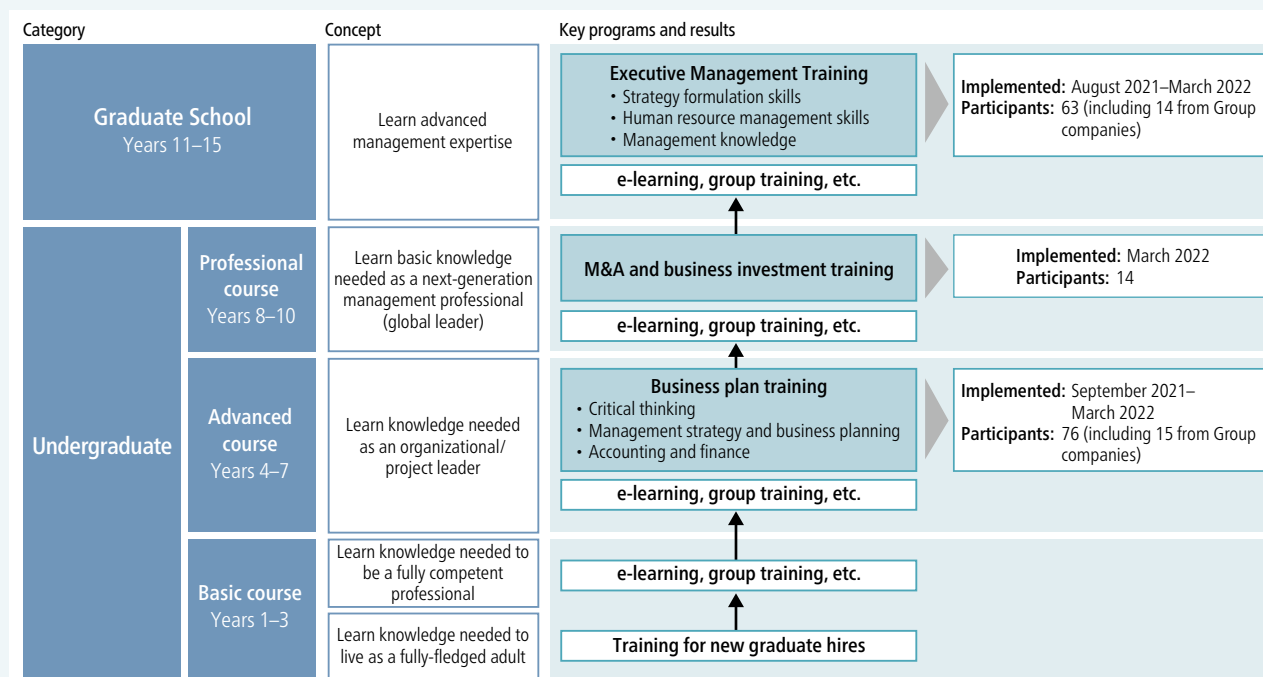 Category
Concept
Key programs and results
Graduate School
Years 11–15
Learn advanced
management expertise
Executive Management Training
• Strategy formulation skills
• Human resource management skills
• Management knowledge
e-learning, group training, etc.
Implemented: August 2021–March 2022
Participants: 63 (including 14 from Group
companies)
Undergraduate
Professional
course
Years 8–10
Learn basic knowledge
needed as a next-generation
management professional
(global leader)
M&A and business investment training
e-learning, group training, etc.
Implemented: March 2022
Participants: 14
Advanced
course
Years 4–7
Learn knowledge needed
as an organizational/
project leader
Business plan training
• Critical thinking
• Management strategy and business planning
• Accounting and finance
e-learning, group training, etc.
Implemented: September 2021–
March 2022
Participants: 76 (including 15 from Group
companies)
Basic course
Years 1–3
Learn knowledge needed to
be a fully competent
professional
e-learning, group training, etc.
Learn knowledge needed to
live as a fully-fledged adult
Training for new graduate hires